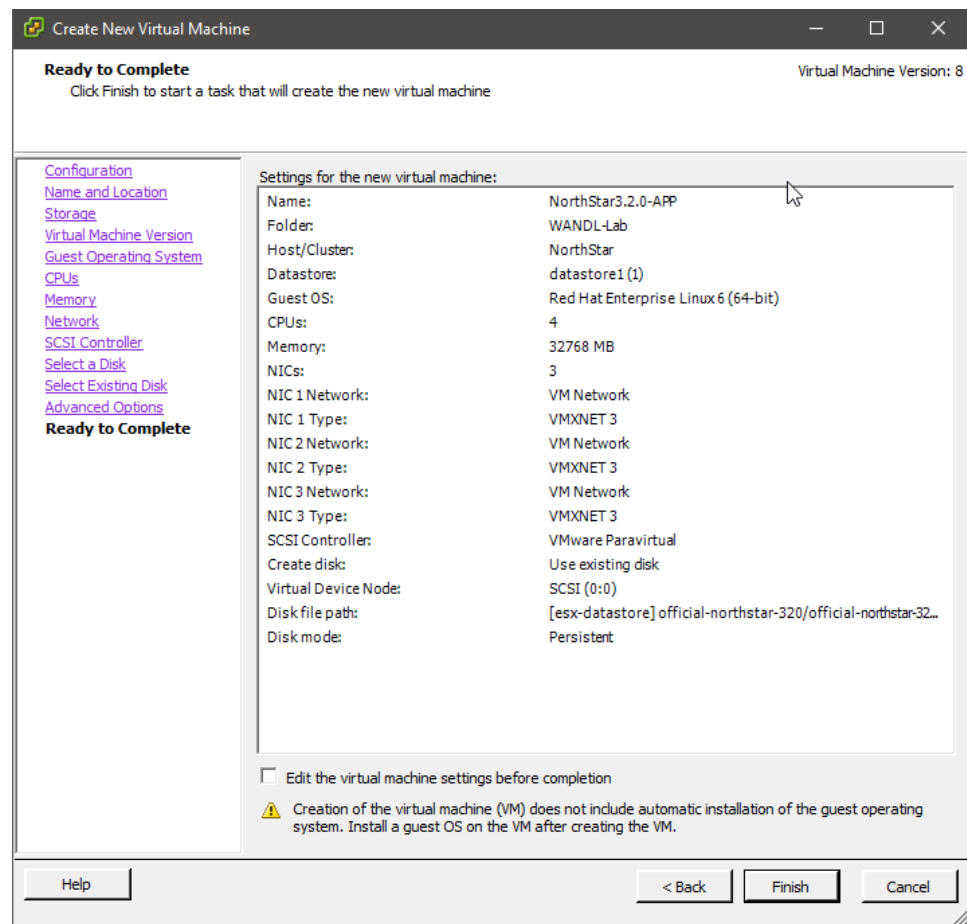 Create New Virtual Machine
Ready to Complete
Click Finish to start a task that will create the new virtual machine
Virtual Machine Version: 8
Configuration
Name and Location
Storage
Virtual Machine Version
Guest Operating System
CPUs
Memory
Network
SCSI Controller
Select a Disk
Select Existing Disk
Advanced Options
Ready to Complete
Settings for the new virtual machine:
Name: NorthStar3.2.0-APP
Folder: WANDL-Lab
Host/Cluster: NorthStar
Datastore: datastore1 (1)
Guest OS: Red Hat Enterprise Linux 6 (64-bit)
CPUs: 4
Memory: 32768 MB
NICs: 3
NIC 1 Network: VM Network
NIC 1 Type: VMXNET 3
NIC 2 Network: VM Network
NIC 2 Type: VMXNET 3
NIC 3 Network: VM Network
NIC 3 Type: VMXNET 3
SCSI Controller: VMware Paravirtual
Create disk: Use existing disk
Virtual Device Node: SCSI (0:0)
Disk file path: [esx-datastore] official-northstar-320/official-northstar-32...
Disk mode: Persistent
Edit the virtual machine settings before completion
Creation of the virtual machine (VM) does not include automatic installation of the guest operating
system. Install a guest OS on the VM after creating the VM.
Help
< Back
Finish
Cancel